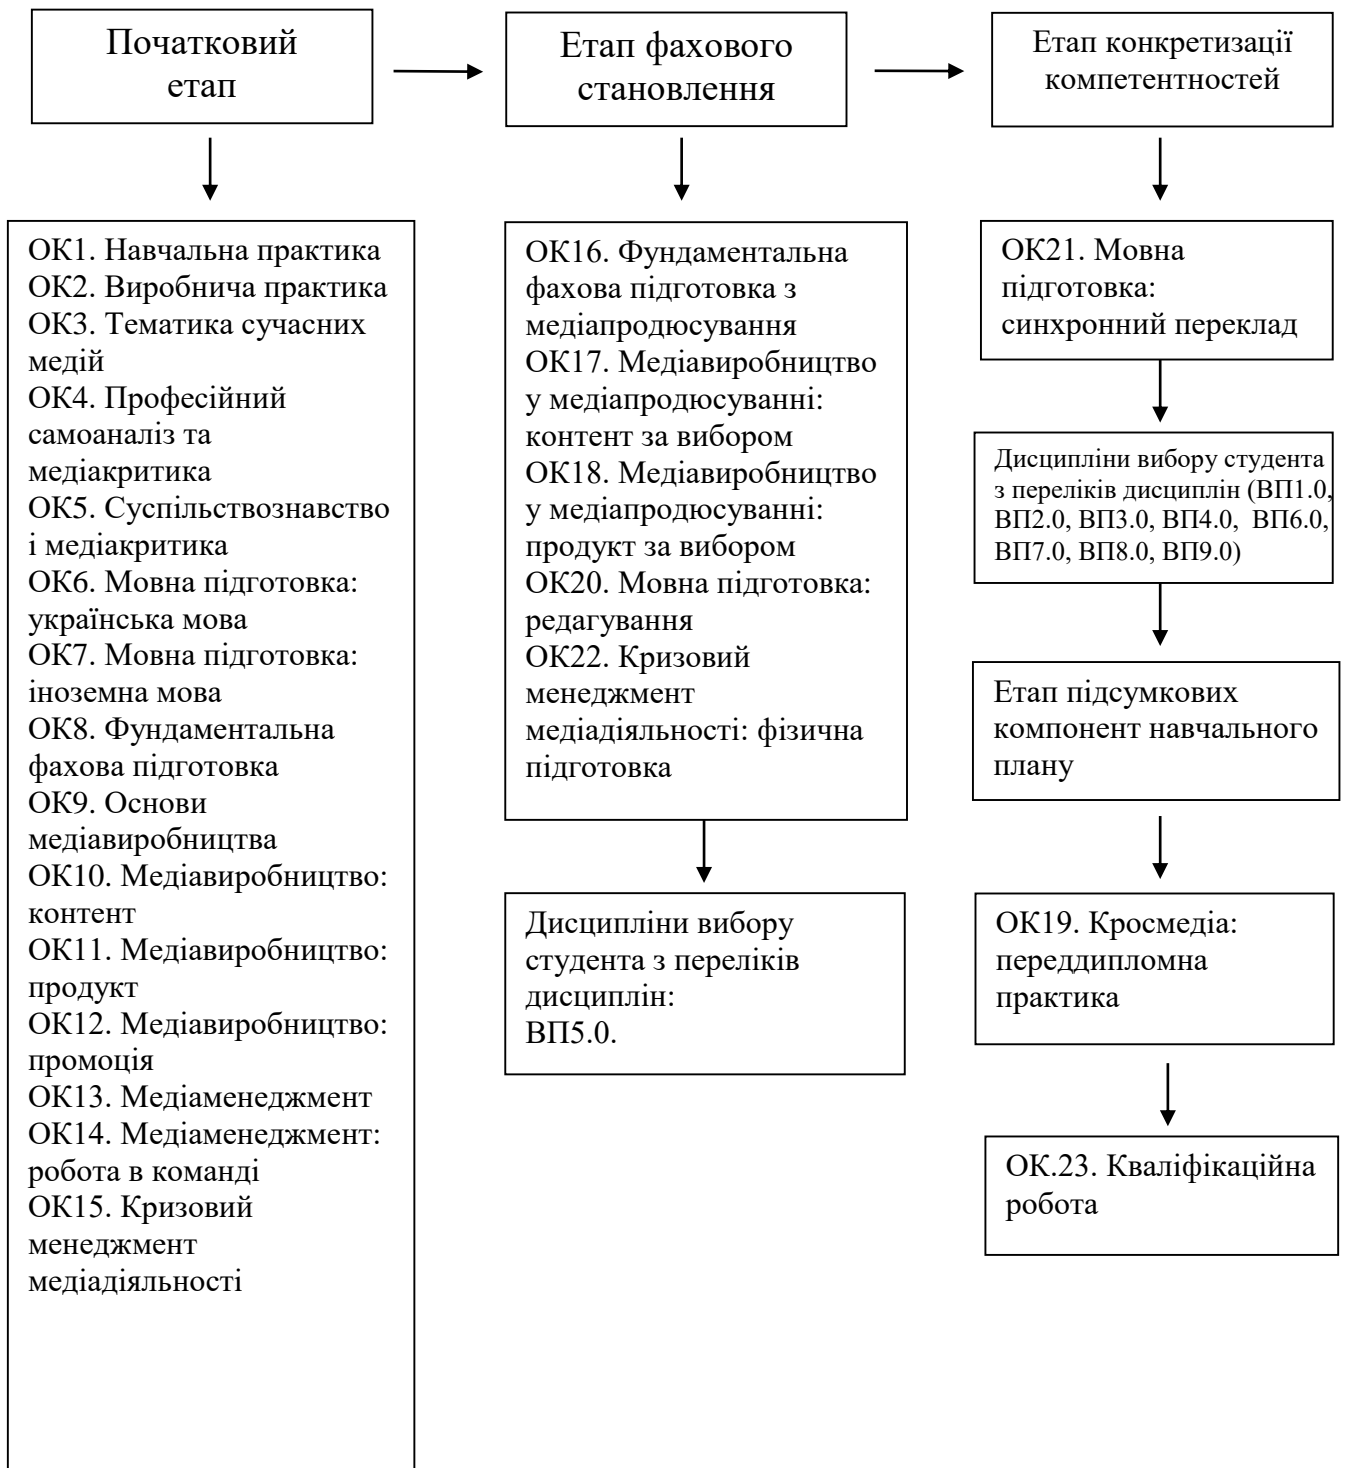 Початковий
етап
Етап фахового
становлення
Етап конкретизації
компетентностей
ОК1. Навчальна практика
ОК2. Виробнича практика
ОК3. Тематика сучасних
медій
ОК4. Професійний
самоаналіз та
медіакритика
ОК5. Суспільствознавство
і медіакритика
ОК6. Мовна підготовка:
українська мова
ОК7. Мовна підготовка:
іноземна мова
ОК8. Фундаментальна
фахова підготовка
ОК9. Основи
медіавиробництва
ОК10. Медіавиробництво:
контент
ОК11. Медіавиробництво:
продукт
ОК12. Медіавиробництво:
промоція
ОК13. Медіаменеджмент
ОК14. Медіаменеджмент:
робота в команді
ОК15. Кризовий
менеджмент
медіадіяльності
ОК16. Фундаментальна
фахова підготовка з
медіапродюсування
ОК17. Медіавиробництво
у медіапродюсуванні:
контент за вибором
ОК18. Медіавиробництво
у медіапродюсуванні:
продукт за вибором
ОК20. Мовна підготовка:
редагування
ОК22. Кризовий
менеджмент
медіадіяльності: фізична
підготовка
Дисципліни вибору
студента з переліків
дисциплін:
ВП5.0.
ОК21. Мовна
підготовка:
синхронний переклад
Дисципліни вибору студента
з переліків дисциплін (ВП1.0,
ВП2.0, ВП3.0, ВП4.0, ВП6.0,
ВП7.0, ВП8.0, ВП9.0)
Етап підсумкових
компонент навчального
плану
ОК19. Кросмедіа:
переддипломна
практика
ОК.23. Кваліфікаційна
робота